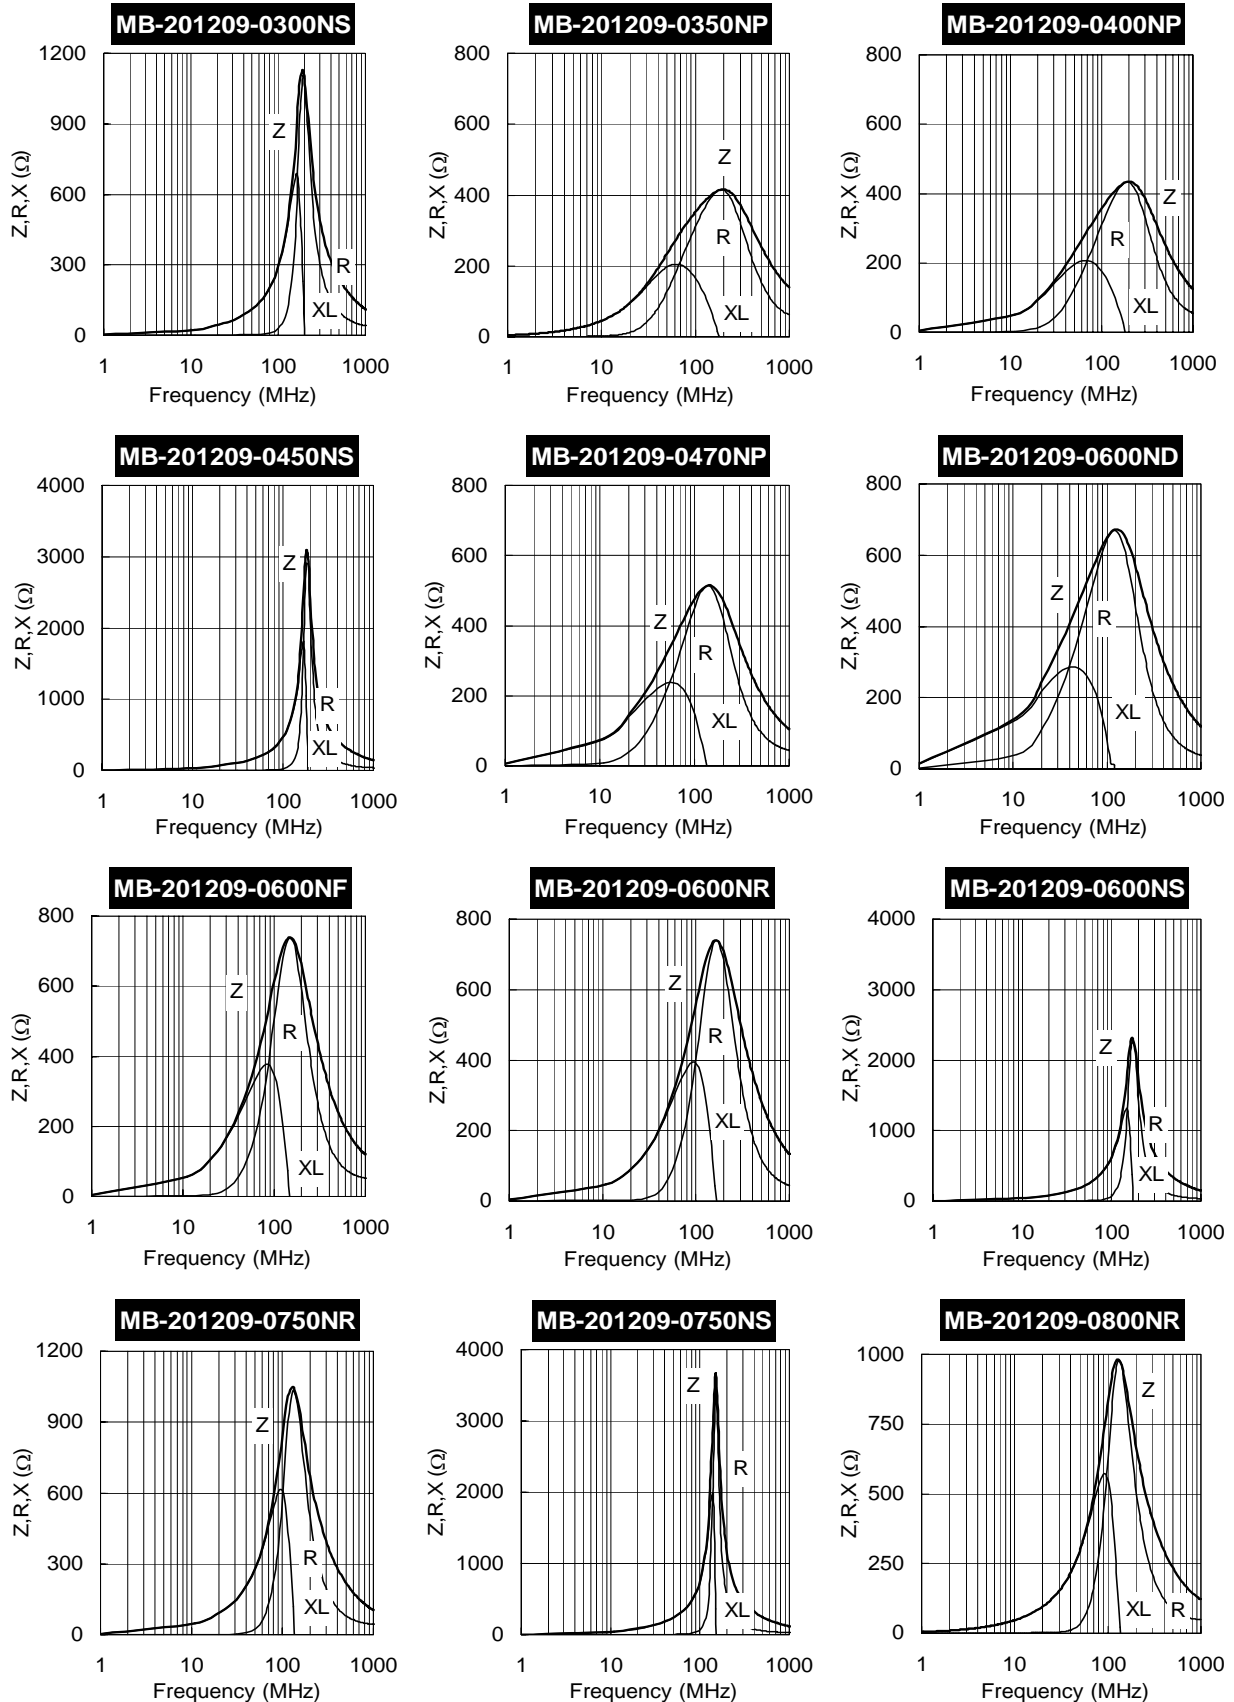 MB-201209-0300NS
1200
900
600
300
0
Z,R,X (Ω)
Z
R
XL
1 10 100 1000
Frequency (MHz)
MB-201209-0350NP
800
600
400
200
0
Z,R,X (Ω)
Z
R
XL
1 10 100 1000
Frequency (MHz)
MB-201209-0400NP
800
600
400
200
0
Z,R,X (Ω)
Z
R
XL
1 10 100 1000
Frequency (MHz)
MB-201209-0450NS
4000
3000
2000
1000
0
Z,R,X (Ω)
Z
R
XL
1 10 100 1000
Frequency (MHz)
MB-201209-0470NP
800
600
400
200
0
Z,R,X (Ω)
Z
R
XL
1 10 100 1000
Frequency (MHz)
MB-201209-0600ND
800
600
400
200
0
Z,R,X (Ω)
Z
R
XL
1 10 100 1000
Frequency (MHz)
MB-201209-0600NF
800
600
400
200
0
Z,R,X (Ω)
Z
R
XL
1 10 100 1000
Frequency (MHz)
MB-201209-0600NR
800
600
400
200
0
Z,R,X (Ω)
Z
R
XL
1 10 100 1000
Frequency (MHz)
MB-201209-0600NS
4000
3000
2000
1000
0
Z,R,X (Ω)
Z
R
XL
1 10 100 1000
Frequency (MHz)
MB-201209-0750NR
1200
900
600
300
0
Z,R,X (Ω)
Z
R
XL
1 10 100 1000
Frequency (MHz)
MB-201209-0750NS
4000
3000
2000
1000
0
Z,R,X (Ω)
Z
R
XL
1 10 100 1000
Frequency (MHz)
MB-201209-0800NR
1000
750
500
250
0
Z,R,X (Ω)
Z
XL R
1 10 100 1000
Frequency (MHz)